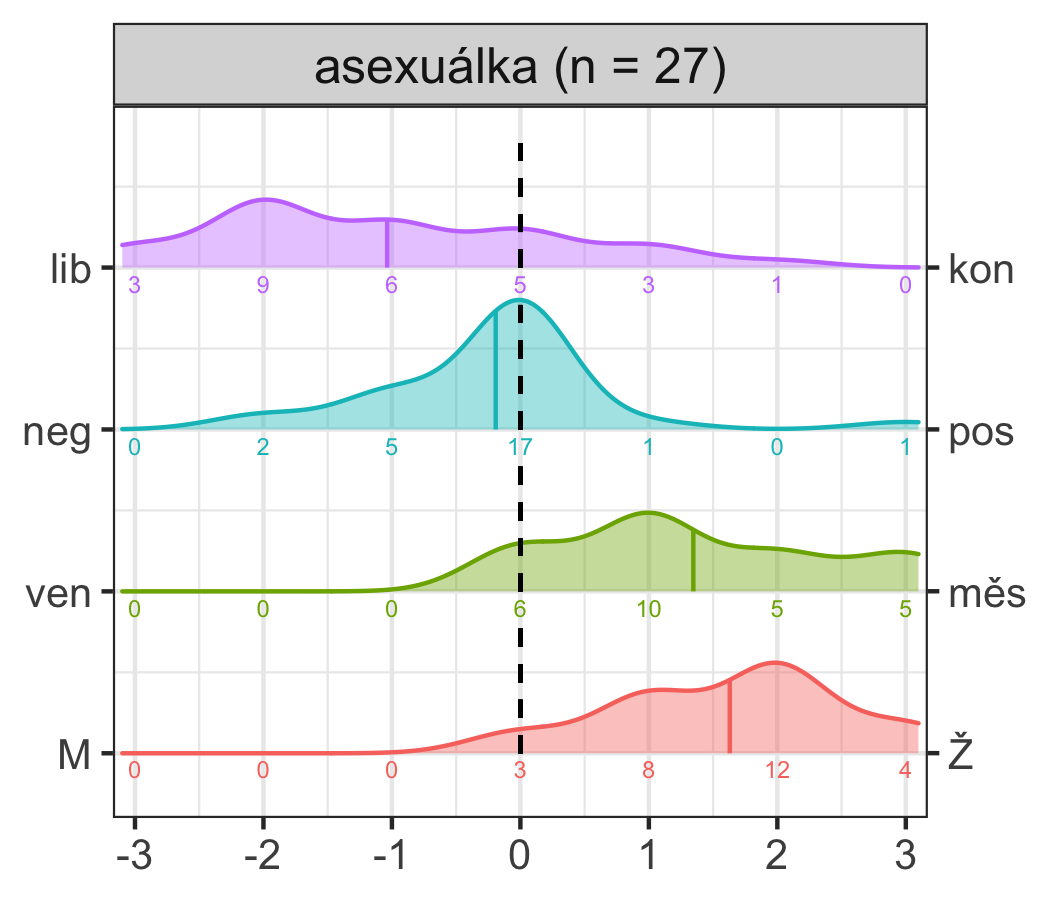 asexuálka (n = 27)
lib kon
3 9 6 5 3 1 0
neg pos
0 2 5 17 1 0 1
ven měs
0 0 0 6 10 5 5
M Ž
0 0 0 3 8 12 4
-3 -2 -1 0 1 2 3